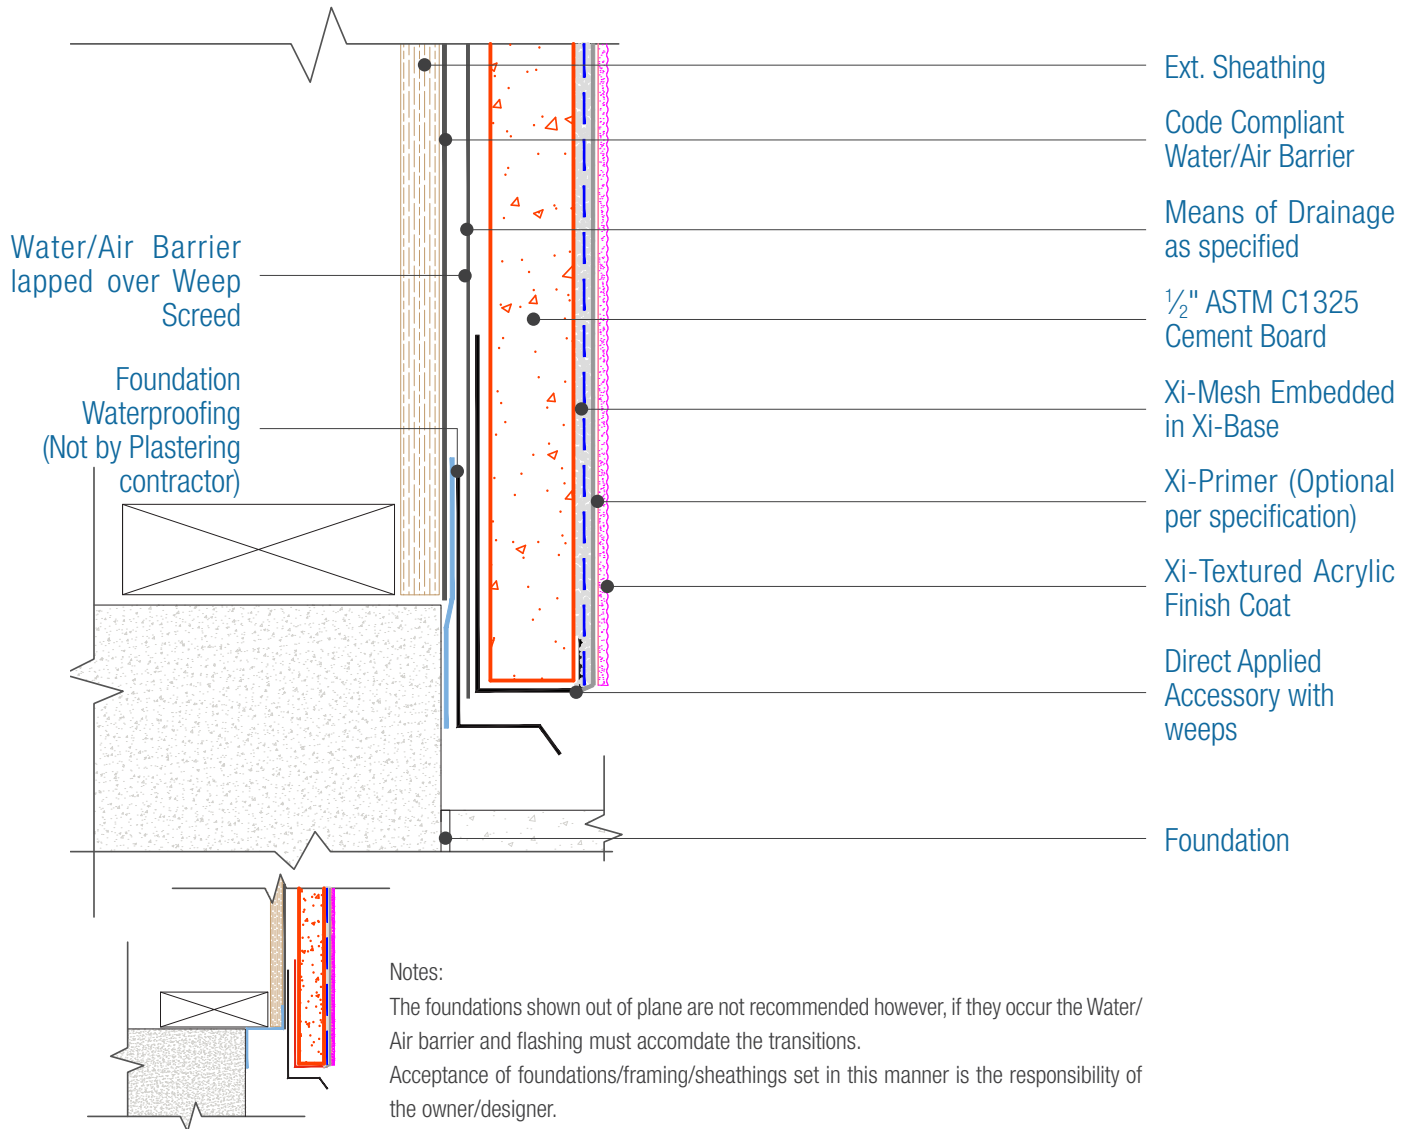 Water/Air Barrier
lapped over Weep
Screed
Foundation
Waterproofing
(Not by Plastering
contractor)
Ext. Sheathing
Code Compliant
Water/Air Barrier
Means of Drainage
as specified
½" ASTM C1325
Cement Board
Xi-Mesh Embedded
in Xi-Base
Xi-Primer (Optional
per specification)
Xi-Textured Acrylic
Finish Coat
Direct Applied
Accessory with
weeps
Foundation
Notes:
The foundations shown out of plane are not recommended however, if they occur the Water/
Air barrier and flashing must accomdate the transitions.
Acceptance of foundations/framing/sheathings set in this manner is the responsibility of
the owner/designer.